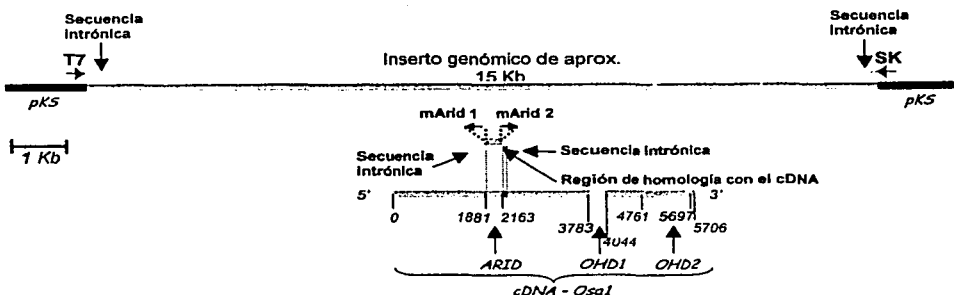 Secuencia
intrónica
T7
Inserto genómico de aprox.
15 Kb
Secuencia
intrónica
SK
pKS
pKS
1 Kb
mArid 1
mArid 2
Secuencia
intrónica
Secuencia intrónica
Región de homología con el cDNA
5'
3'
0
1881
2163
3783
4044
4761
5697
5706
ARID
OHD1
OHD2
cDNA - Osa1